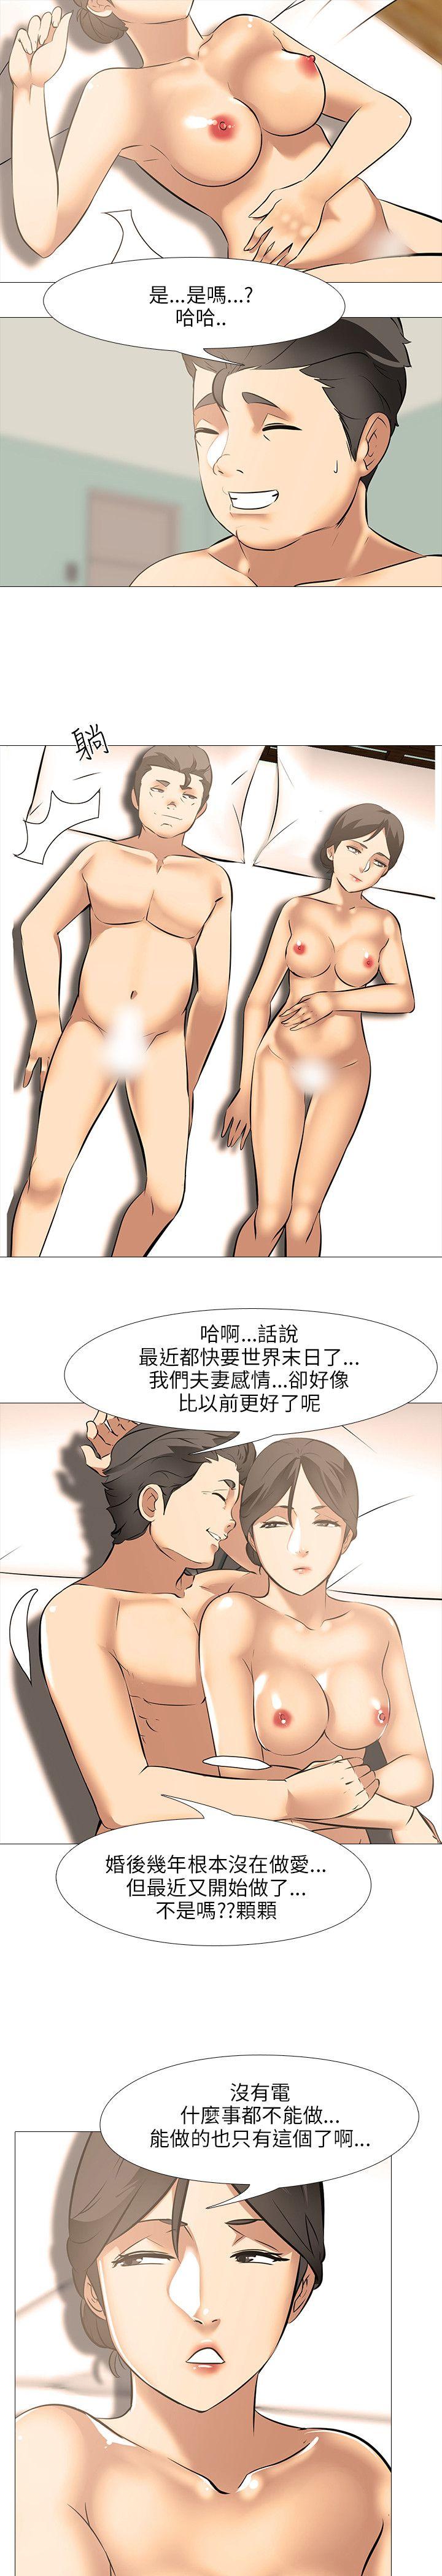 是...是嗎...?
哈哈..
躺
哈啊...話說
最近都快要世界末日了...
我們夫妻感情...卻好像
比以前更好了呢
婚後幾年根本沒在做愛...
但最近又開始做了...
不是嗎??顆顆
沒有電
什麼事都不能做...
能做的也只有這個了啊...